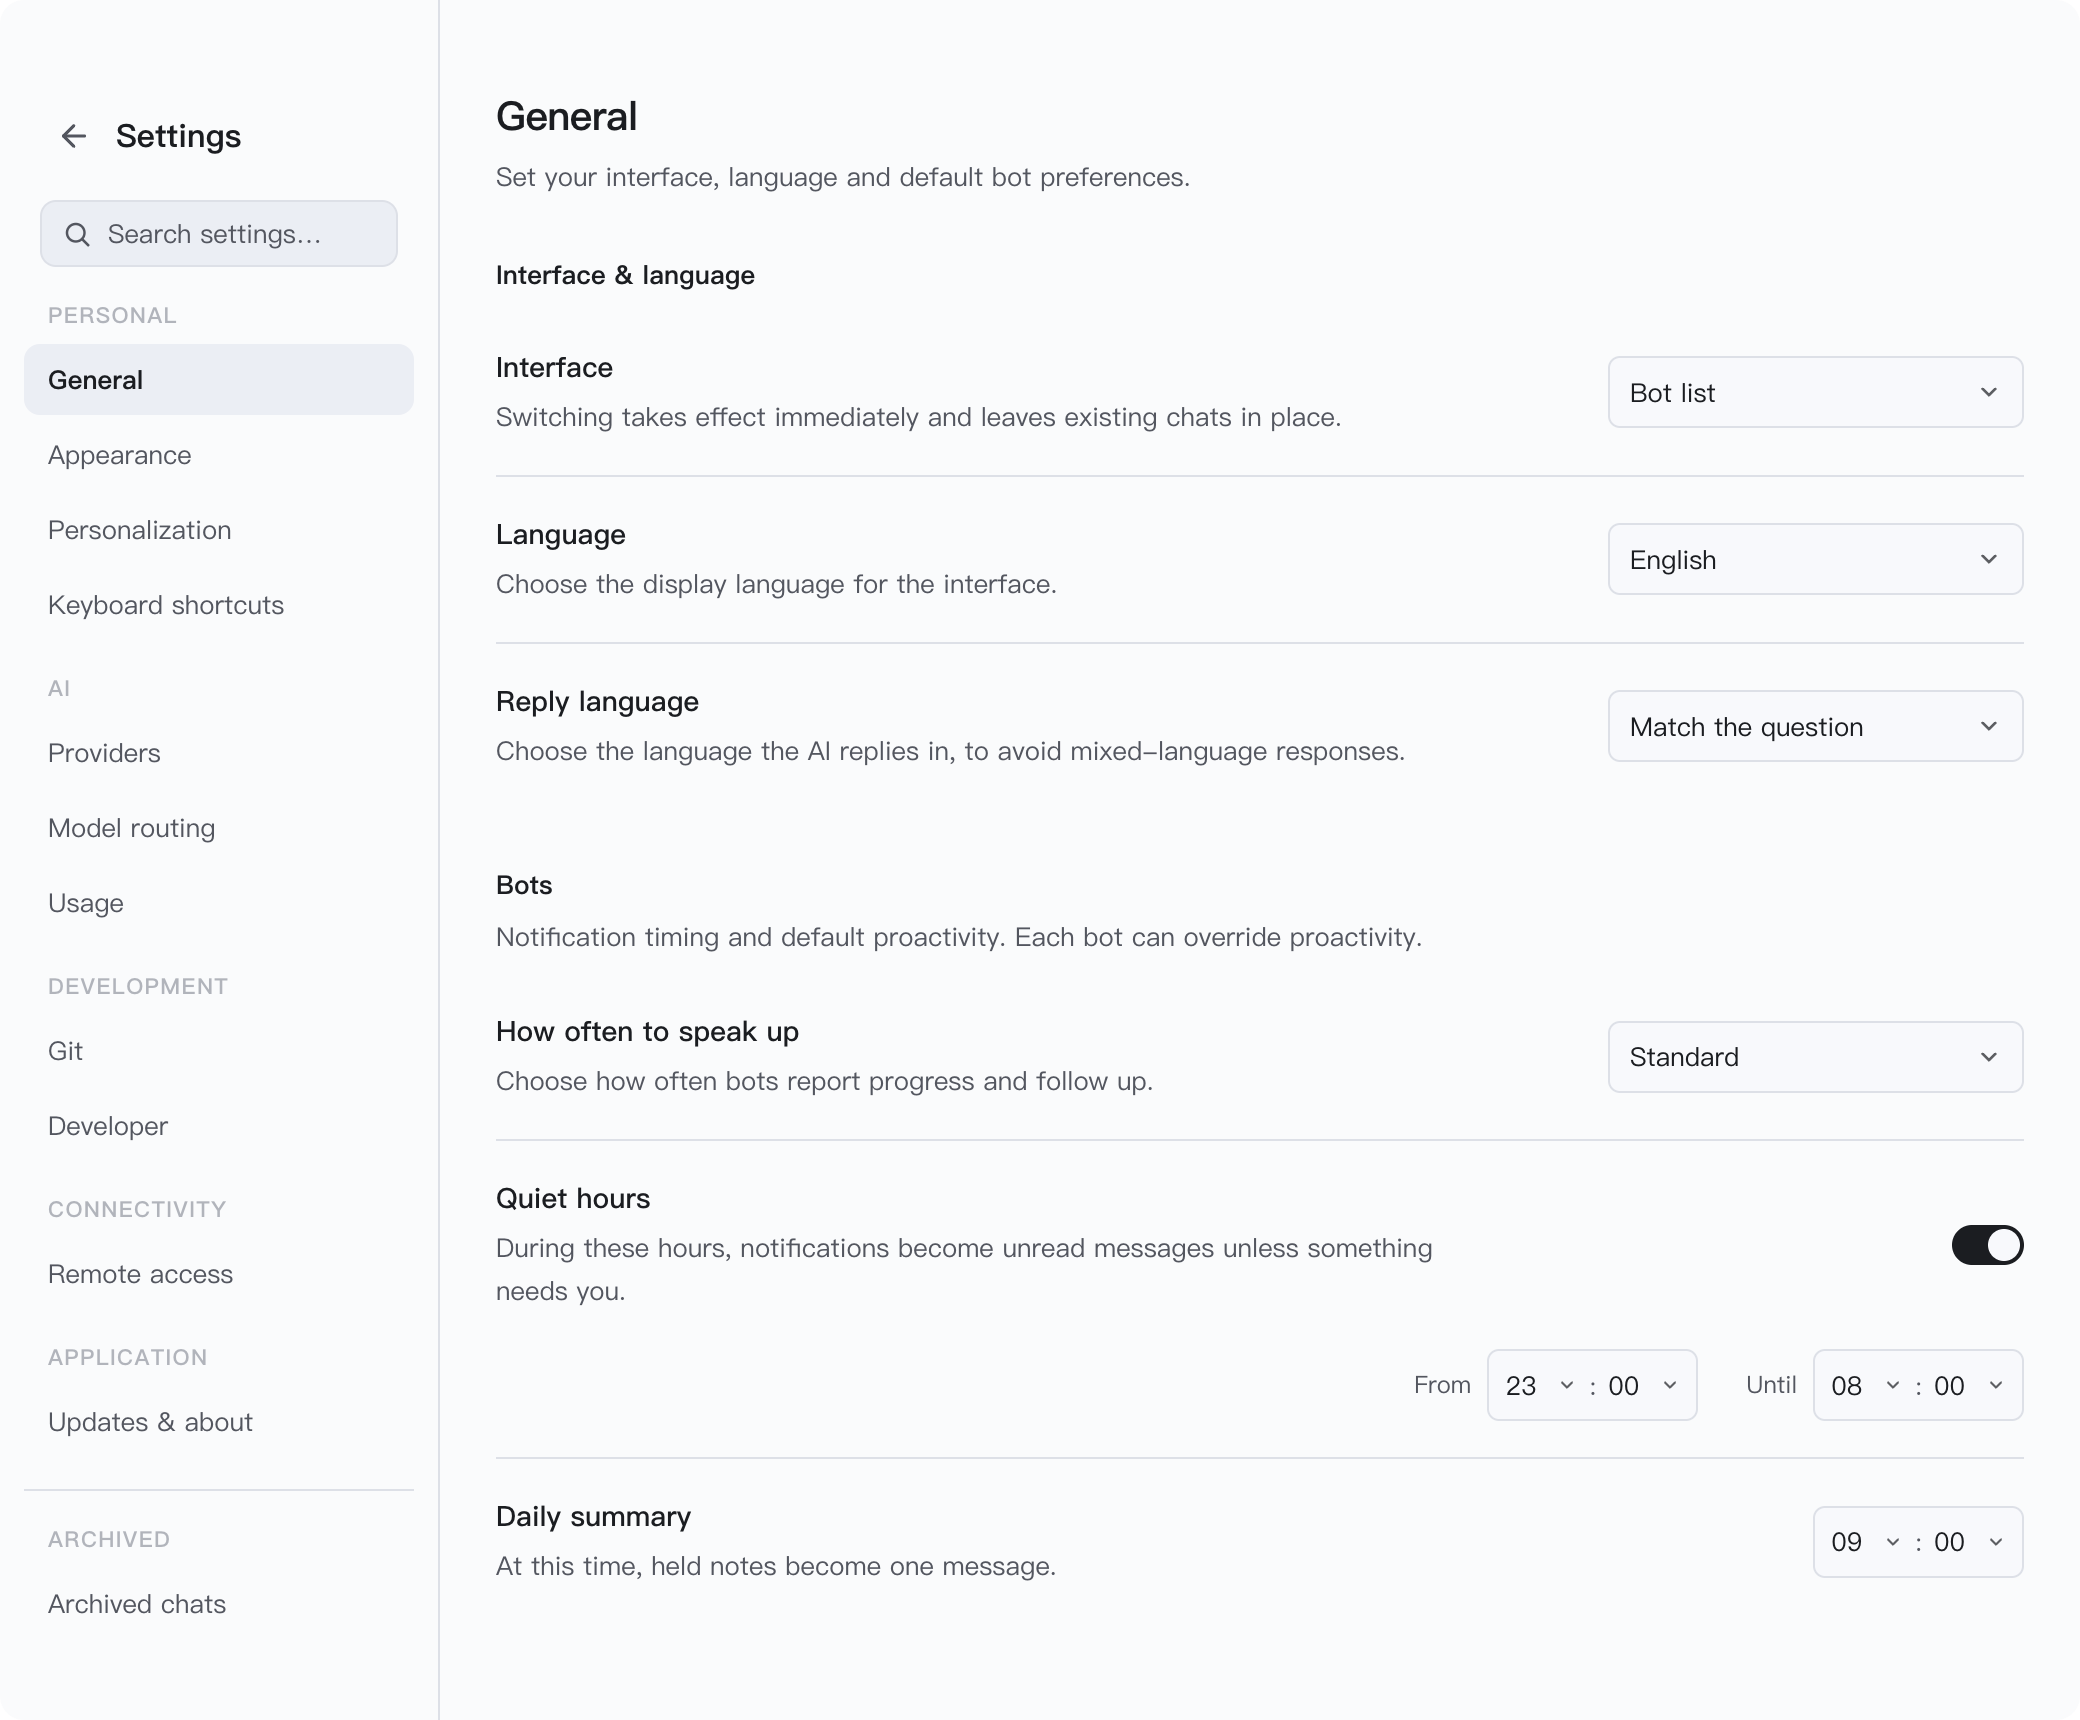 Settings
Search settings...
PERSONAL
General
Appearance
Personalization
Keyboard shortcuts
AI
Providers
Model routing
Usage
DEVELOPMENT
Git
Developer
CONNECTIVITY
Remote access
APPLICATION
Updates & about
ARCHIVED
Archived chats
General
Set your interface, language and default bot preferences.
Interface & language
Interface
Switching takes effect immediately and leaves existing chats in place.
Bot list
Language
Choose the display language for the interface.
English
Reply language
Choose the language the AI replies in, to avoid mixed-language responses.
Match the question
Bots
Notification timing and default proactivity. Each bot can override proactivity.
How often to speak up
Choose how often bots report progress and follow up.
Standard
Quiet hours
During these hours, notifications become unread messages unless something
needs you.
From 23 : 00 Until 08 : 00
Daily summary
At this time, held notes become one message.
09 : 00